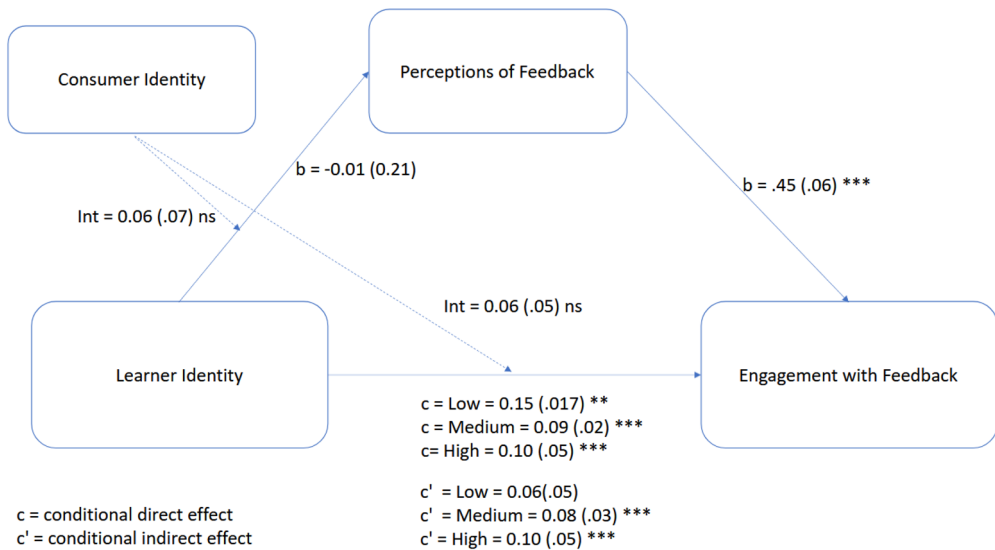 Consumer Identity
Perceptions of Feedback
b = -0.01 (0.21)
b = .45 (.06) ***
Int = 0.06 (.07) ns
Int = 0.06 (.05) ns
Learner Identity
Engagement with Feedback
c = Low = 0.15 (.017) **
c = Medium = 0.09 (.02) ***
c= High = 0.10 (.05) ***
c' = Low = 0.06(.05)
c' = Medium = 0.08 (.03) ***
c' = High = 0.10 (.05) ***
c = conditional direct effect
c' = conditional indirect effect